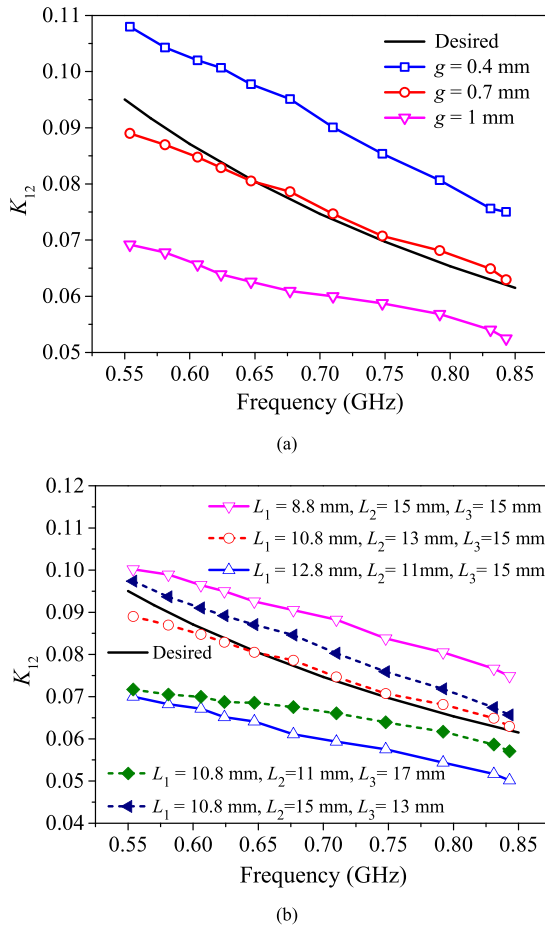 0.11
0.10
0.09
0.08
0.07
0.06
0.05
K12
Desired
g = 0.4 mm
g = 0.7 mm
g = 1 mm
0.55 0.60 0.65 0.70 0.75 0.80 0.85
Frequency (GHz)
(a)
0.12
0.11
0.10
0.09
0.08
0.07
0.06
0.05
0.04
K12
L1 = 8.8 mm, L2= 15 mm, L3= 15 mm
L1 = 10.8 mm, L2= 13 mm, L3=15 mm
L1 = 12.8 mm, L2= 11mm, L3= 15 mm
Desired
L1 = 10.8 mm, L2=11 mm, L3= 17 mm
L1 = 10.8 mm, L2=15 mm, L3= 13 mm
0.55 0.60 0.65 0.70 0.75 0.80 0.85
Frequency (GHz)
(b)